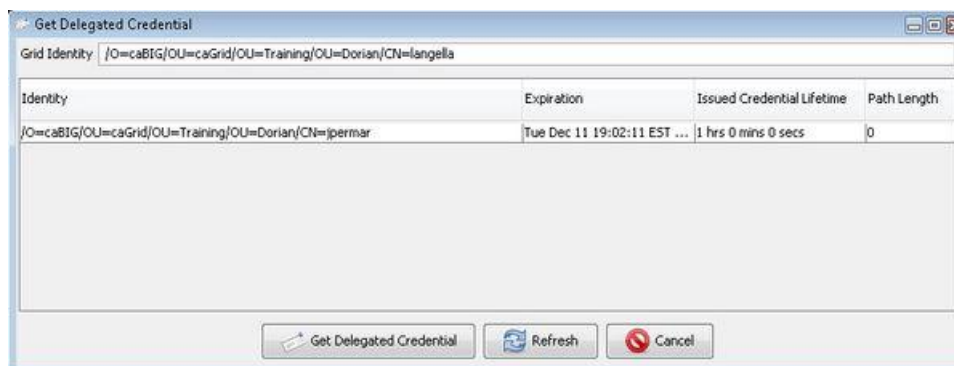 Get Delegated Credential
Grid Identity /O=caBIG/OU=caGrid/OU=Training/OU=Dorian/CN=langella
Identity Expiration Issued Credential Lifetime Path Length
/O=caBIG/OU=caGrid/OU=Training/OU=Dorian/CN=jpermar Tue Dec 11 19:02:11 EST ... 1 hrs 0 mins 0 secs 0
Get Delegated Credential Refresh Cancel